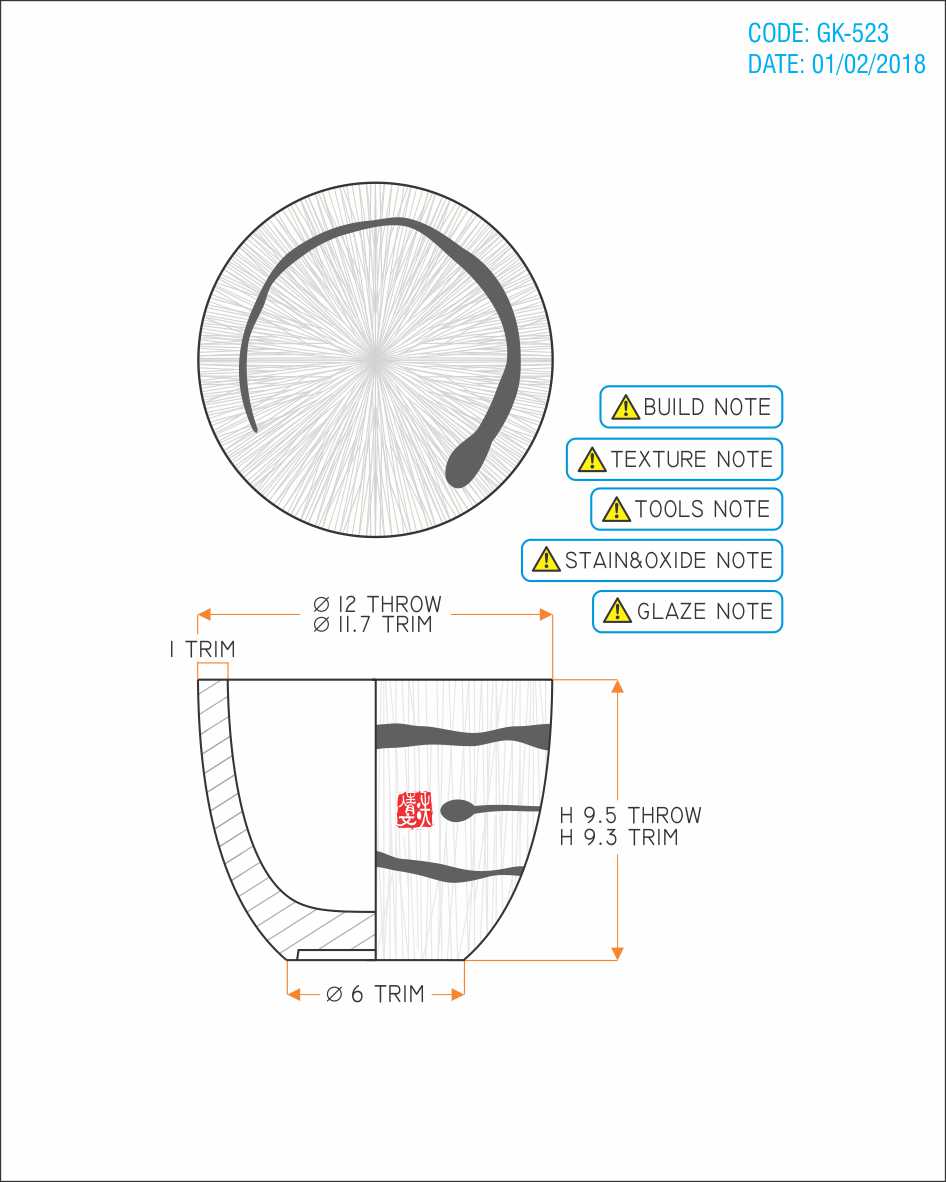 CODE: GK-523
DATE: 01/02/2018
BUILD NOTE
TEXTURE NOTE
TOOLS NOTE
STAIN&OXIDE NOTE
GLAZE NOTE
Ø 12 THROW
Ø 11.7 TRIM
1 TRIM
H 9.5 THROW
H 9.3 TRIM
Ø 6 TRIM